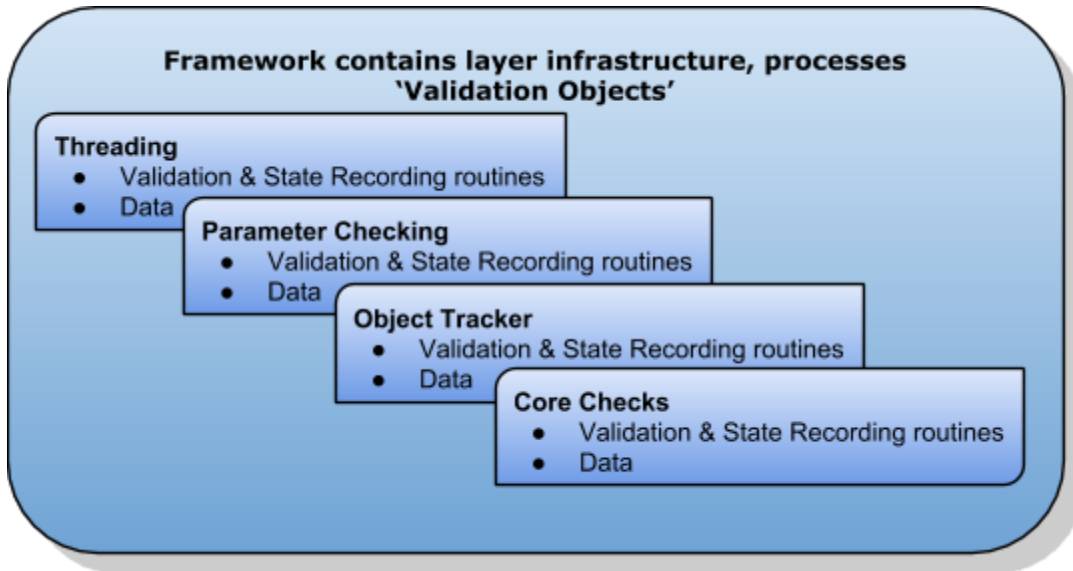 Framework contains layer infrastructure, processes
‘Validation Objects’
Threading
● Validation & State Recording routines
● Data
Parameter Checking
● Validation & State Recording routines
● Data
Object Tracker
● Validation & State Recording routines
● Data
Core Checks
● Validation & State Recording routines
● Data